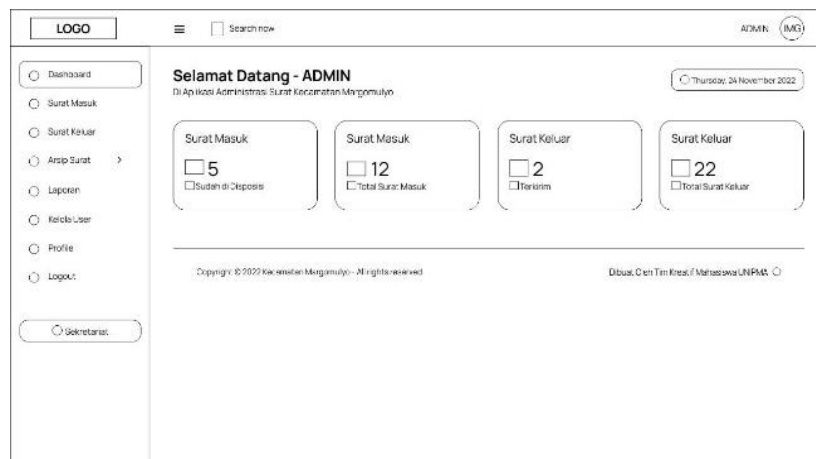 LOGO
Search now
ADMIN
IMG
Dashboard
Surat Masuk
Surat Keluar
Arsip Surat >
Laporan
Kelola User
Profile
Logout
Sekretariat
Selamat Datang - ADMIN
Di Aplikasi Administrasi Surat Kecamatan Margomulyo
Thursday, 24 November 2022
Surat Masuk
5
Sudah di Disposisi
Surat Masuk
12
Total Surat Masuk
Surat Keluar
2
Terkirim
Surat Keluar
22
Total Surat Keluar
Copyright © 2022 Kecamatan Margomulyo - All rights reserved
Dibuat Oleh Tim Kreatif Mahasiswa UNIPMA